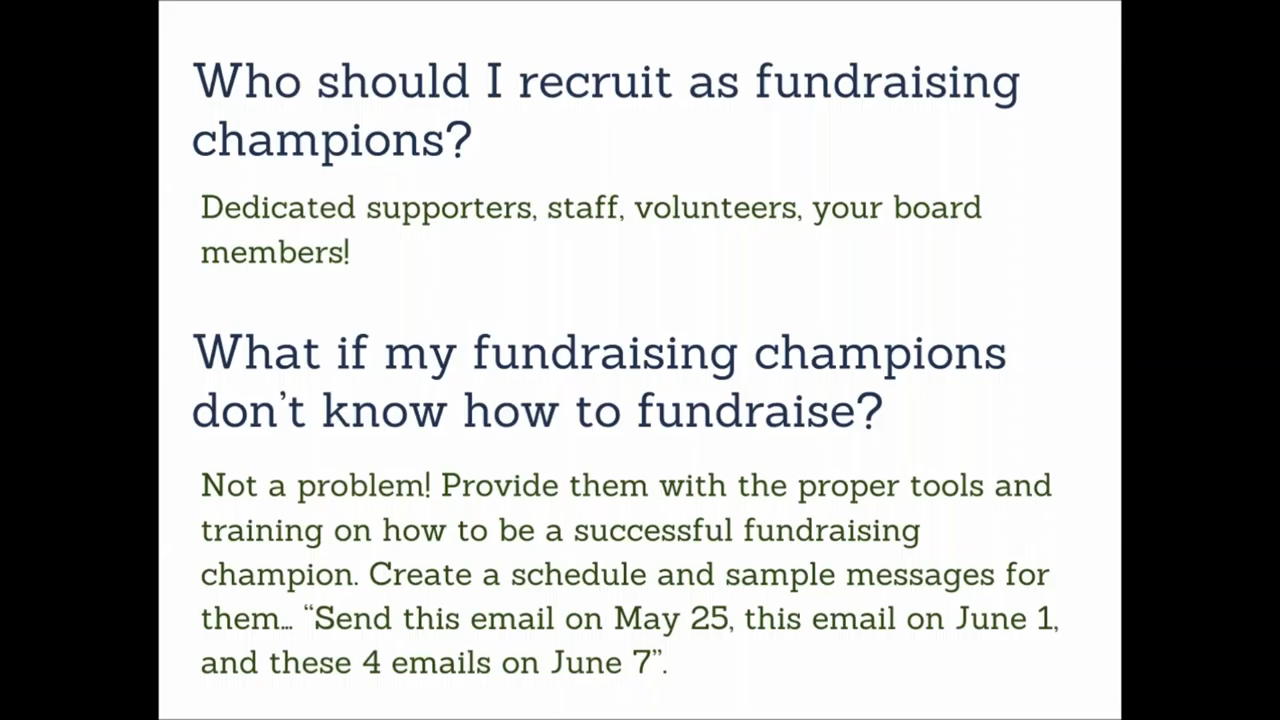 Who should I recruit as fundraising
champions?
Dedicated supporters, staff, volunteers, your board
members!
What if my fundraising champions
don't know how to fundraise?
Not a problem! Provide them with the proper tools and
training on how to be a successful fundraising
champion. Create a schedule and sample messages for
them... “Send this email on May 25, this email on June 1,
and these 4 emails on June 7”.